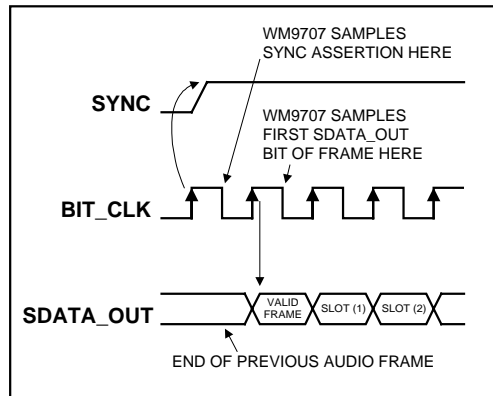 WM9707 SAMPLES
SYNC ASSERTION HERE
SYNC
WM9707 SAMPLES
FIRST SDATA_OUT
BIT OF FRAME HERE
BIT_CLK
SDATA_OUT
VALID
FRAME
SLOT (1)
SLOT (2)
END OF PREVIOUS AUDIO FRAME